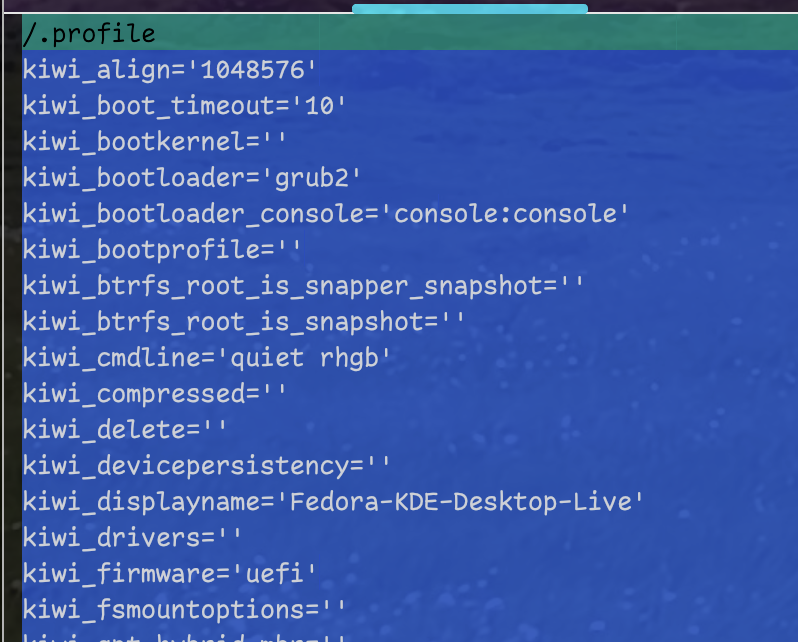 /.profile
kiwi_align='1048576'
kiwi_boot_timeout='10'
kiwi_bootkernel=''
kiwi_bootloader='grub2'
kiwi_bootloader_console='console:console'
kiwi_bootprofile=''
kiwi_btrfs_root_is_snapper_snapshot=''
kiwi_btrfs_root_is_snapshot=''
kiwi_cmdline='quiet rhgb'
kiwi_compressed=''
kiwi_delete=''
kiwi_devicepersistency=''
kiwi_displayname='Fedora-KDE-Desktop-Live'
kiwi_drivers=''
kiwi_firmware='uefi'
kiwi_fsmountoptions=''